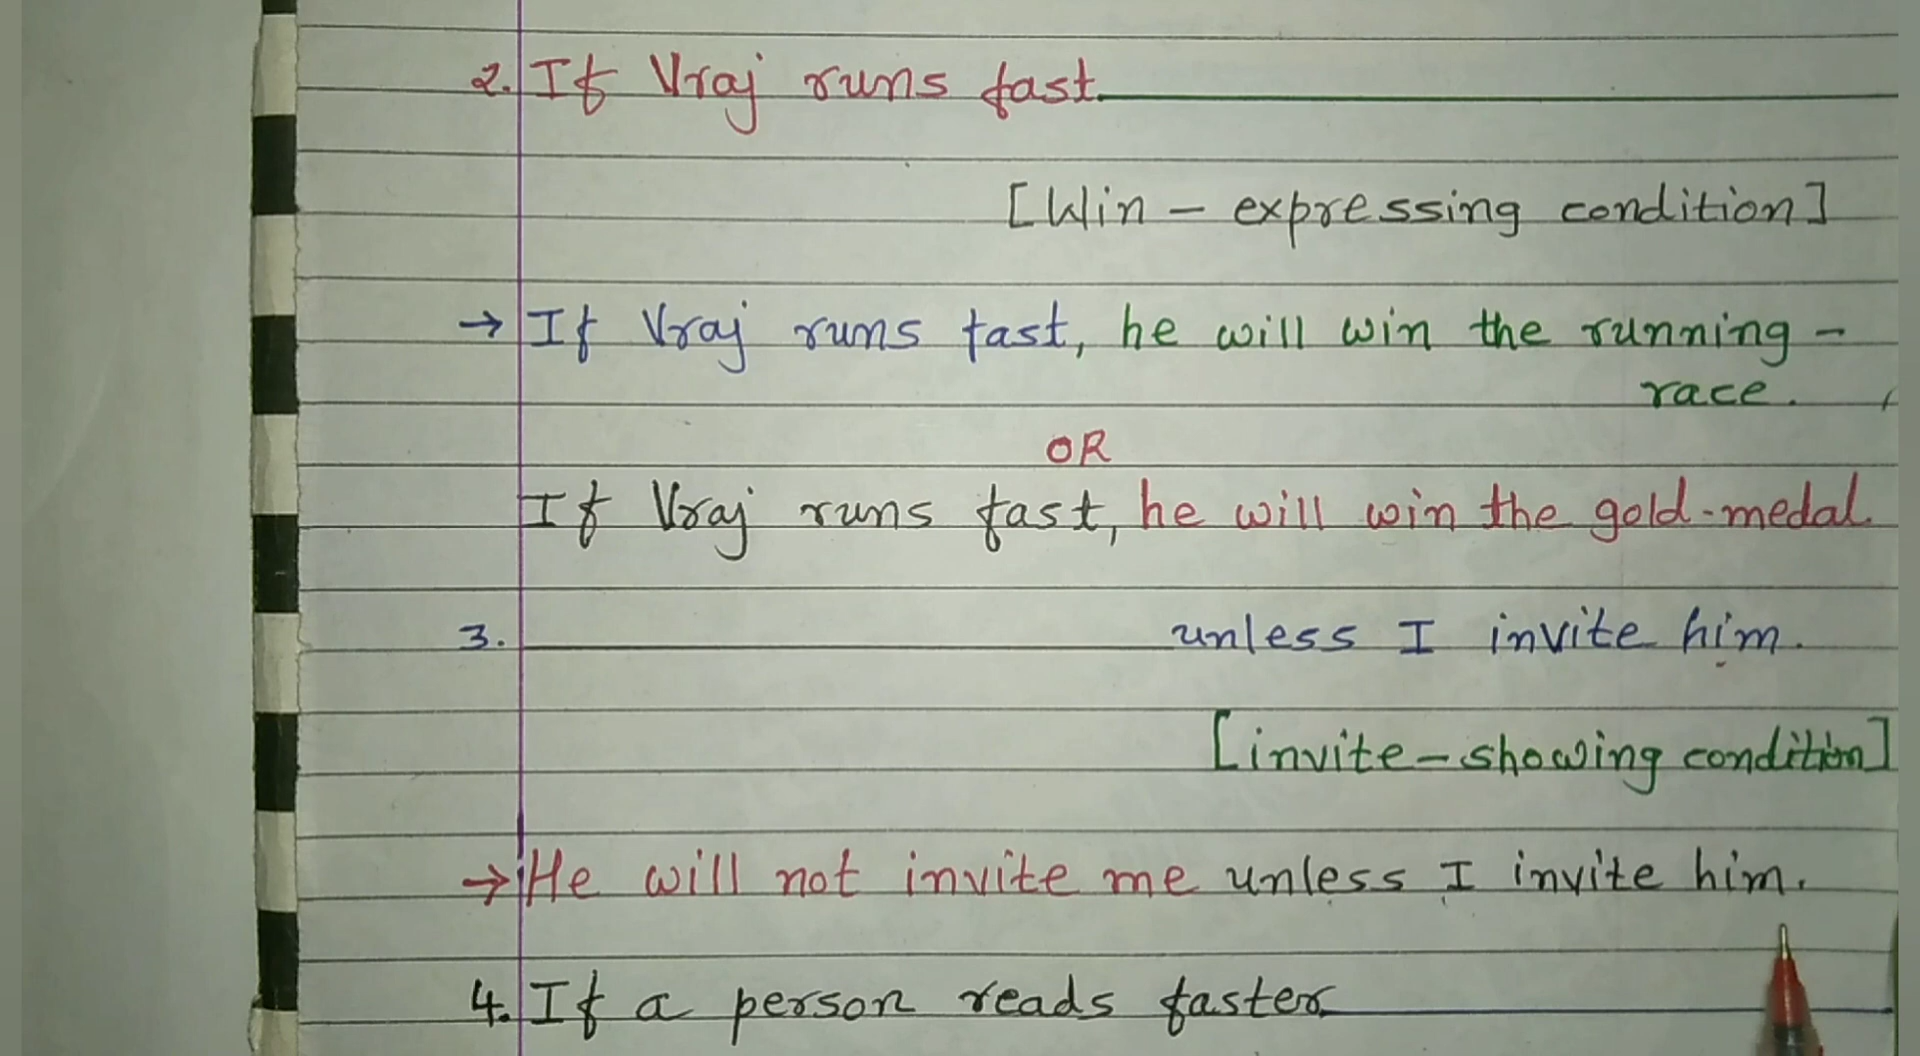 2. If Vraj runs fast.
[Win - expressing condition]
→ If Vraj runs fast, he will win the running -
race.
OR
If Vraj runs fast, he will win the gold-medal.
3. unless I invite him.
[invite - showing condition]
→ He will not invite me unless I invite him.
4. If a person reads faster